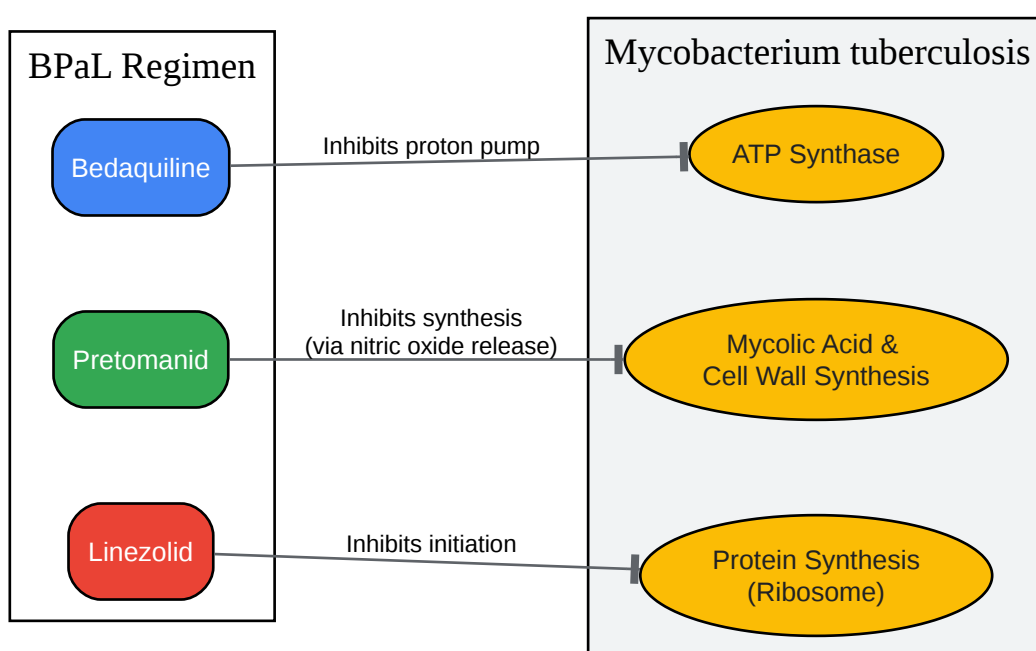 BPaL Regimen
Mycobacterium tuberculosis
Bedaquiline
Inhibits proton pump
ATP Synthase
Pretomanid
Inhibits synthesis
(via nitric oxide release)
Mycolic Acid &
Cell Wall Synthesis
Linezolid
Inhibits initiation
Protein Synthesis
(Ribosome)